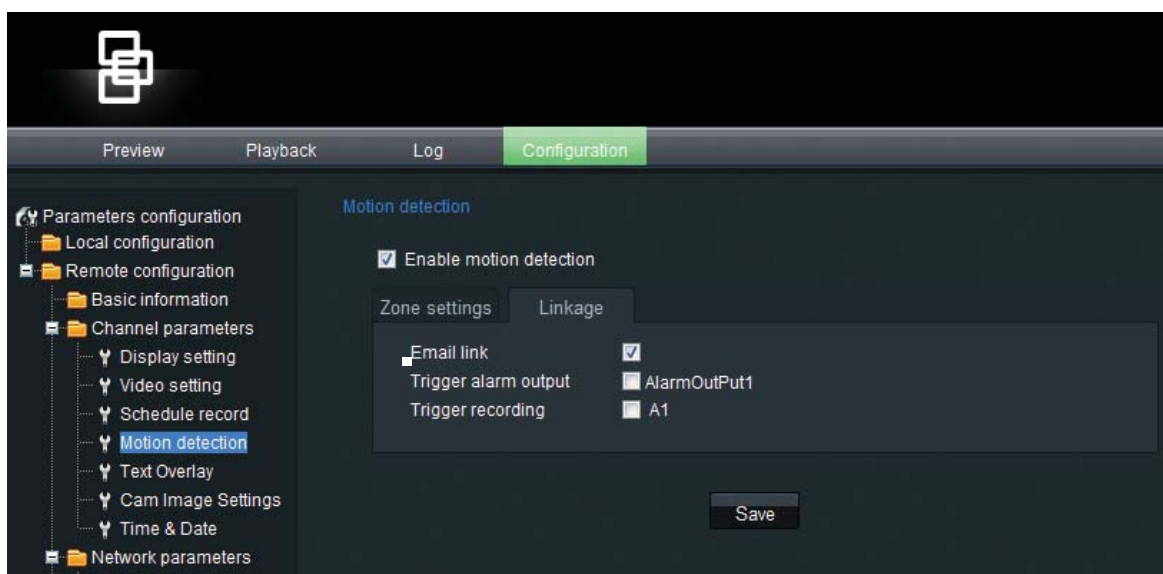 Preview Playback Log Configuration
Parameters configuration
Local configuration
Remote configuration
Basic information
Channel parameters
Display setting
Video setting
Schedule record
Motion detection
Text Overlay
Cam Image Settings
Time & Date
Network parameters
Motion detection
Enable motion detection
Zone settings Linkage
Email link
Trigger alarm output AlarmOutPut1
Trigger recording A1
Save